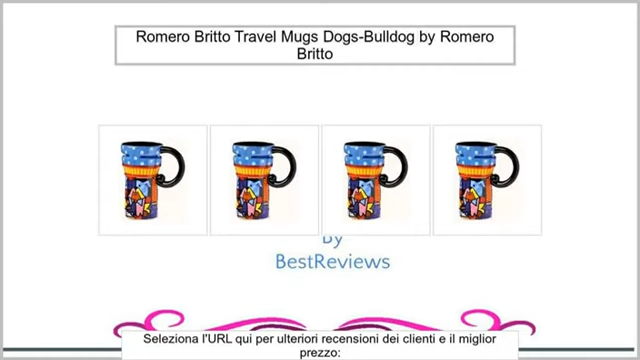 Romero Britto Travel Mugs Dogs-Bulldog by Romero
Britto
By
BestReviews
Seleziona l'URL qui per ulteriori recensioni dei clienti e il miglior
prezzo: